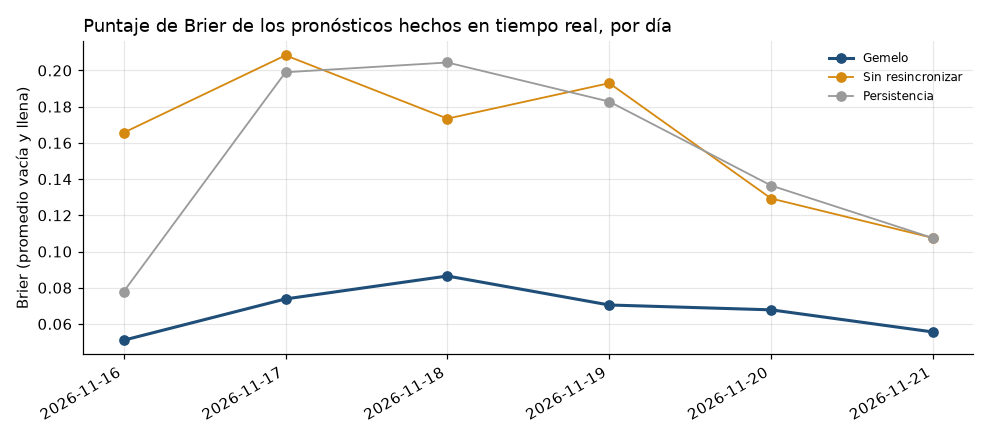 Puntaje de Brier de los pronósticos hechos en tiempo real, por día
Gemelo
Sin resincronizar
Persistencia
Brier (promedio vacía y llena)
0.20
0.18
0.16
0.14
0.12
0.10
0.08
0.06
2026-11-16
2026-11-17
2026-11-18
2026-11-19
2026-11-20
2026-11-21